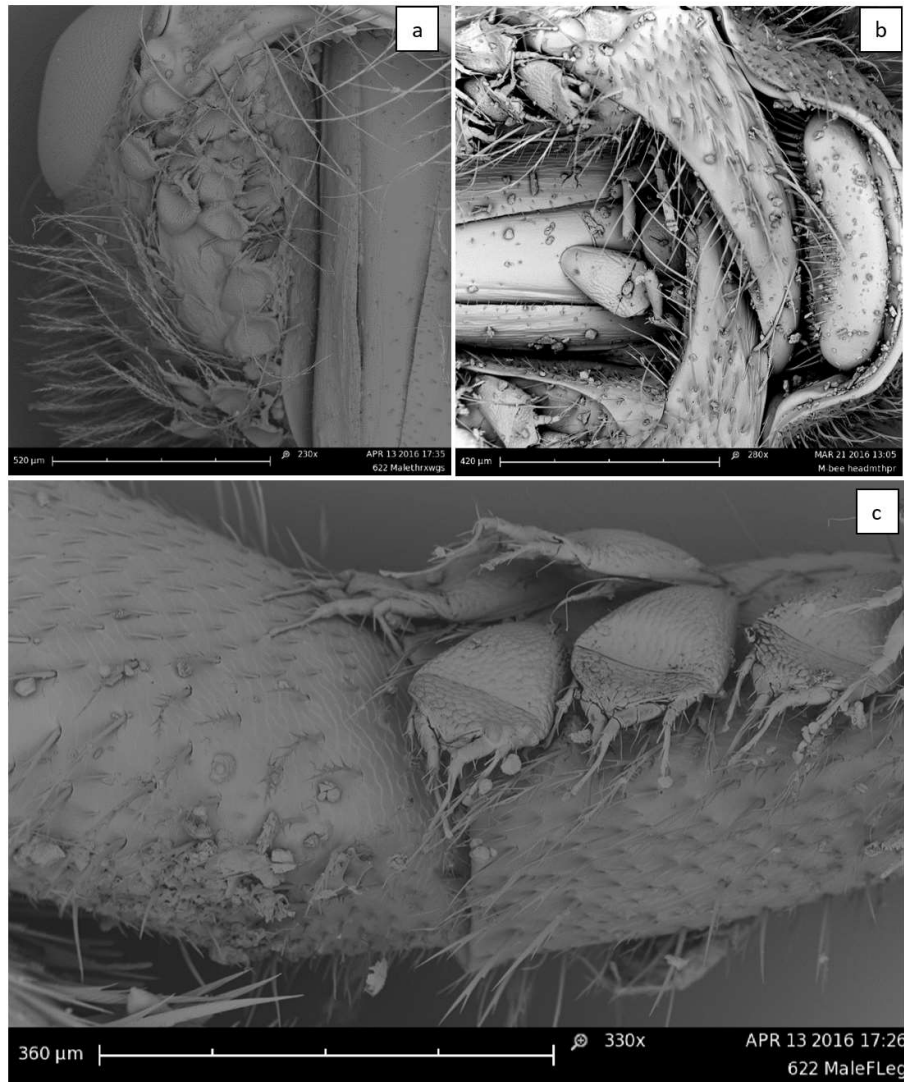 a
520 µm
230x
APR 13 2016 17:35
622 Malethrxwgs
b
420 µm
280x
MAR 21 2016 13:05
M-bee headmthpr
c
360 µm
330x
APR 13 2016 17:26
622 MaleFLeg